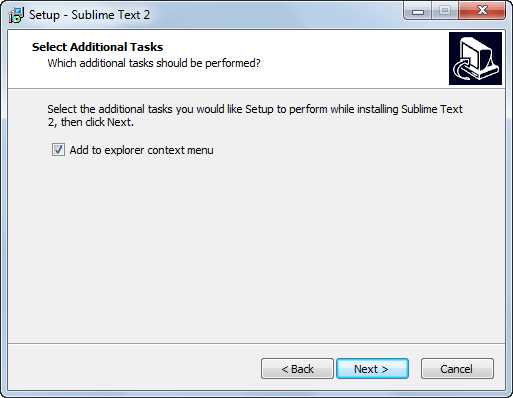 Setup - Sublime Text 2
Select Additional Tasks
Which additional tasks should be performed?
Select the additional tasks you would like Setup to perform while installing Sublime Text
2, then click Next.
Add to explorer context menu
< Back Next > Cancel